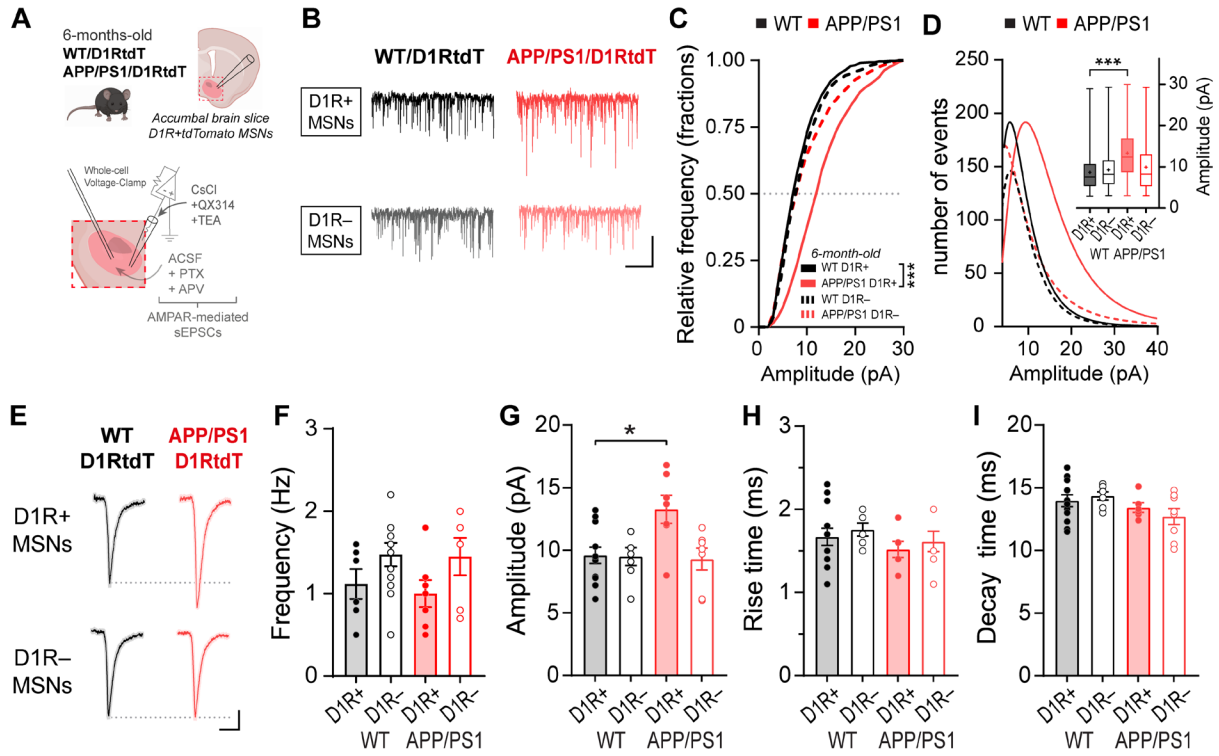 A
6-months-old
WT/D1RtdT
APP/PS1/D1RtdT
Accumbal brain slice
D1R+tdTomato MSNs
Whole-cell
Voltage-Clamp
CsCl
+QX314
+TEA
ACSF
+ PTX
+ APV
AMPAR-mediated
sEPSCs
B
WT/D1RtdT
APP/PS1/D1RtdT
D1R+
MSNs
D1R–
MSNs
C
WT
APP/PS1
Relative frequency (fractions)
1.00
0.75
0.50
0.25
0
0
10
20
30
Amplitude (pA)
6-month-old
WT D1R+
APP/PS1 D1R+
WT D1R–
APP/PS1 D1R–
***
D
WT
APP/PS1
number of events
250
200
150
100
50
0
10
20
30
40
Amplitude (pA)
***
30
20
10
0
Amplitude (pA)
D1R+
D1R–
D1R+
D1R–
WT
APP/PS1
E
WT
D1RtdT
APP/PS1
D1RtdT
D1R+
MSNs
D1R–
MSNs
F
Frequency (Hz)
3
2
1
0
D1R+
D1R–
D1R+
D1R–
WT
APP/PS1
G
Amplitude (pA)
20
15
10
5
0
*
D1R+
D1R–
D1R+
D1R–
WT
APP/PS1
H
Rise time (ms)
3
2
1
0
D1R+
D1R–
D1R+
D1R–
WT
APP/PS1
I
Decay time (ms)
20
15
10
5
0
D1R+
D1R–
D1R+
D1R–
WT
APP/PS1